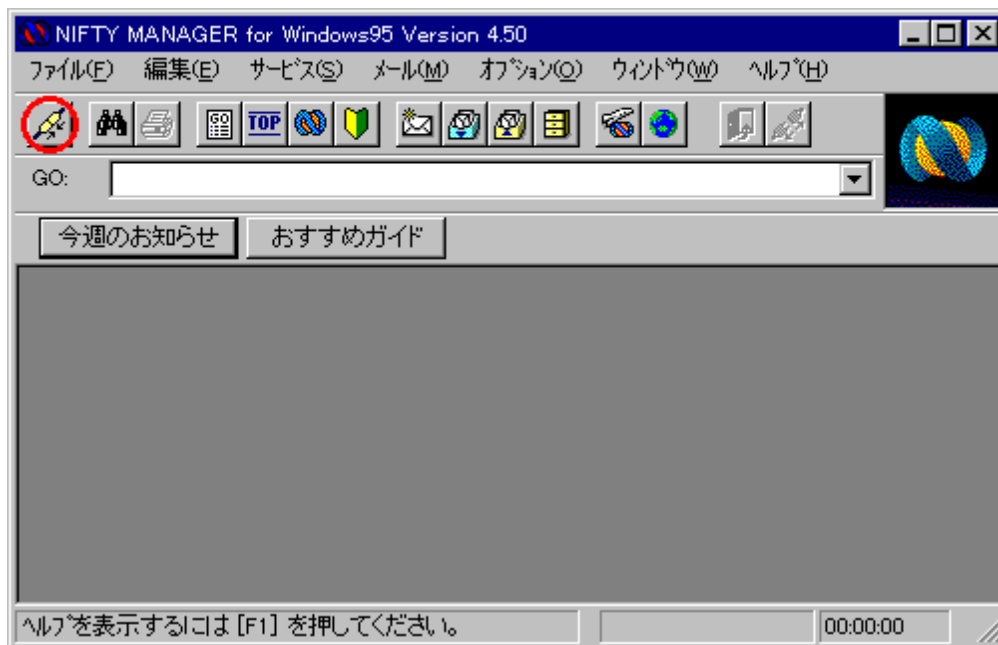 NIFTY MANAGER for Windows95 Version 4.50
ﾌｧｲﾙ(F) 編集(E) ｻｰﾋﾞｽ(S) ﾒｰﾙ(M) ｵﾌﾟｼｮﾝ(O) ｳｨﾝﾄﾞｳ(W) ﾍﾙﾌﾟ(H)
GO TOP
GO:
今週のお知らせ おすすめガイド
ﾍﾙﾌﾟを表示するには [F1] を押してください。 00:00:00